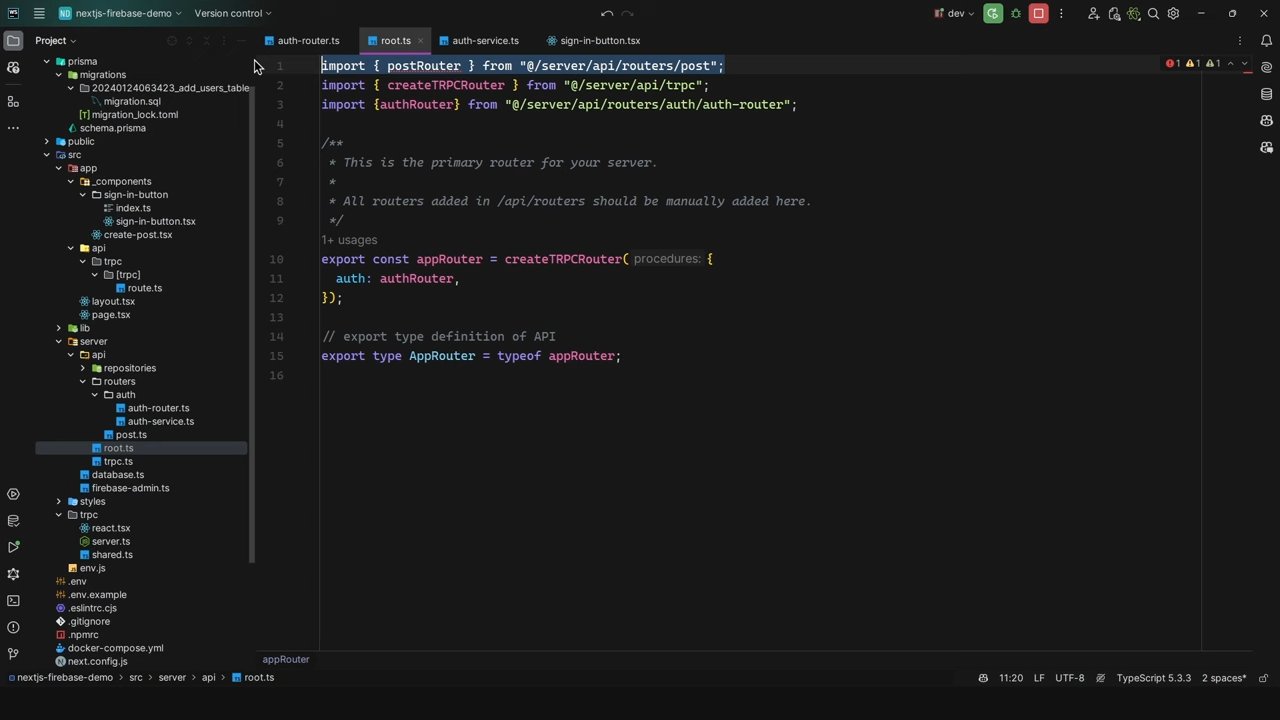 WS
ND nextjs-firebase-demo
Version control
dev
Project
auth-router.ts
root.ts
auth-service.ts
sign-in-button.tsx
prisma
migrations
20240124063423_add_users_table
migration.sql
migration_lock.toml
schema.prisma
public
src
app
_components
sign-in-button
index.ts
sign-in-button.tsx
create-post.tsx
api
trpc
[trpc]
route.ts
layout.tsx
page.tsx
lib
server
api
repositories
routers
auth
auth-router.ts
auth-service.ts
post.ts
root.ts
trpc.ts
database.ts
firebase-admin.ts
styles
trpc
react.tsx
server.ts
shared.ts
env.js
.env
.env.example
.eslintrc.cjs
.gitignore
.npmrc
docker-compose.yml
next.config.js
1 import { postRouter } from "@/server/api/routers/post";
2 import { createTRPCRouter } from "@/server/api/trpc";
3 import {authRouter} from "@/server/api/routers/auth/auth-router";
4
5 /**
6 * This is the primary router for your server.
7 *
8 * All routers added in /api/routers should be manually added here.
9 */
1+ usages
10 export const appRouter = createTRPCRouter( procedures: {
11 auth: authRouter,
12 });
13
14 // export type definition of API
15 export type AppRouter = typeof appRouter;
16
1 1 1
appRouter
nextjs-firebase-demo > src > server > api > root.ts
11:20 LF UTF-8 TypeScript 5.3.3 2 spaces*